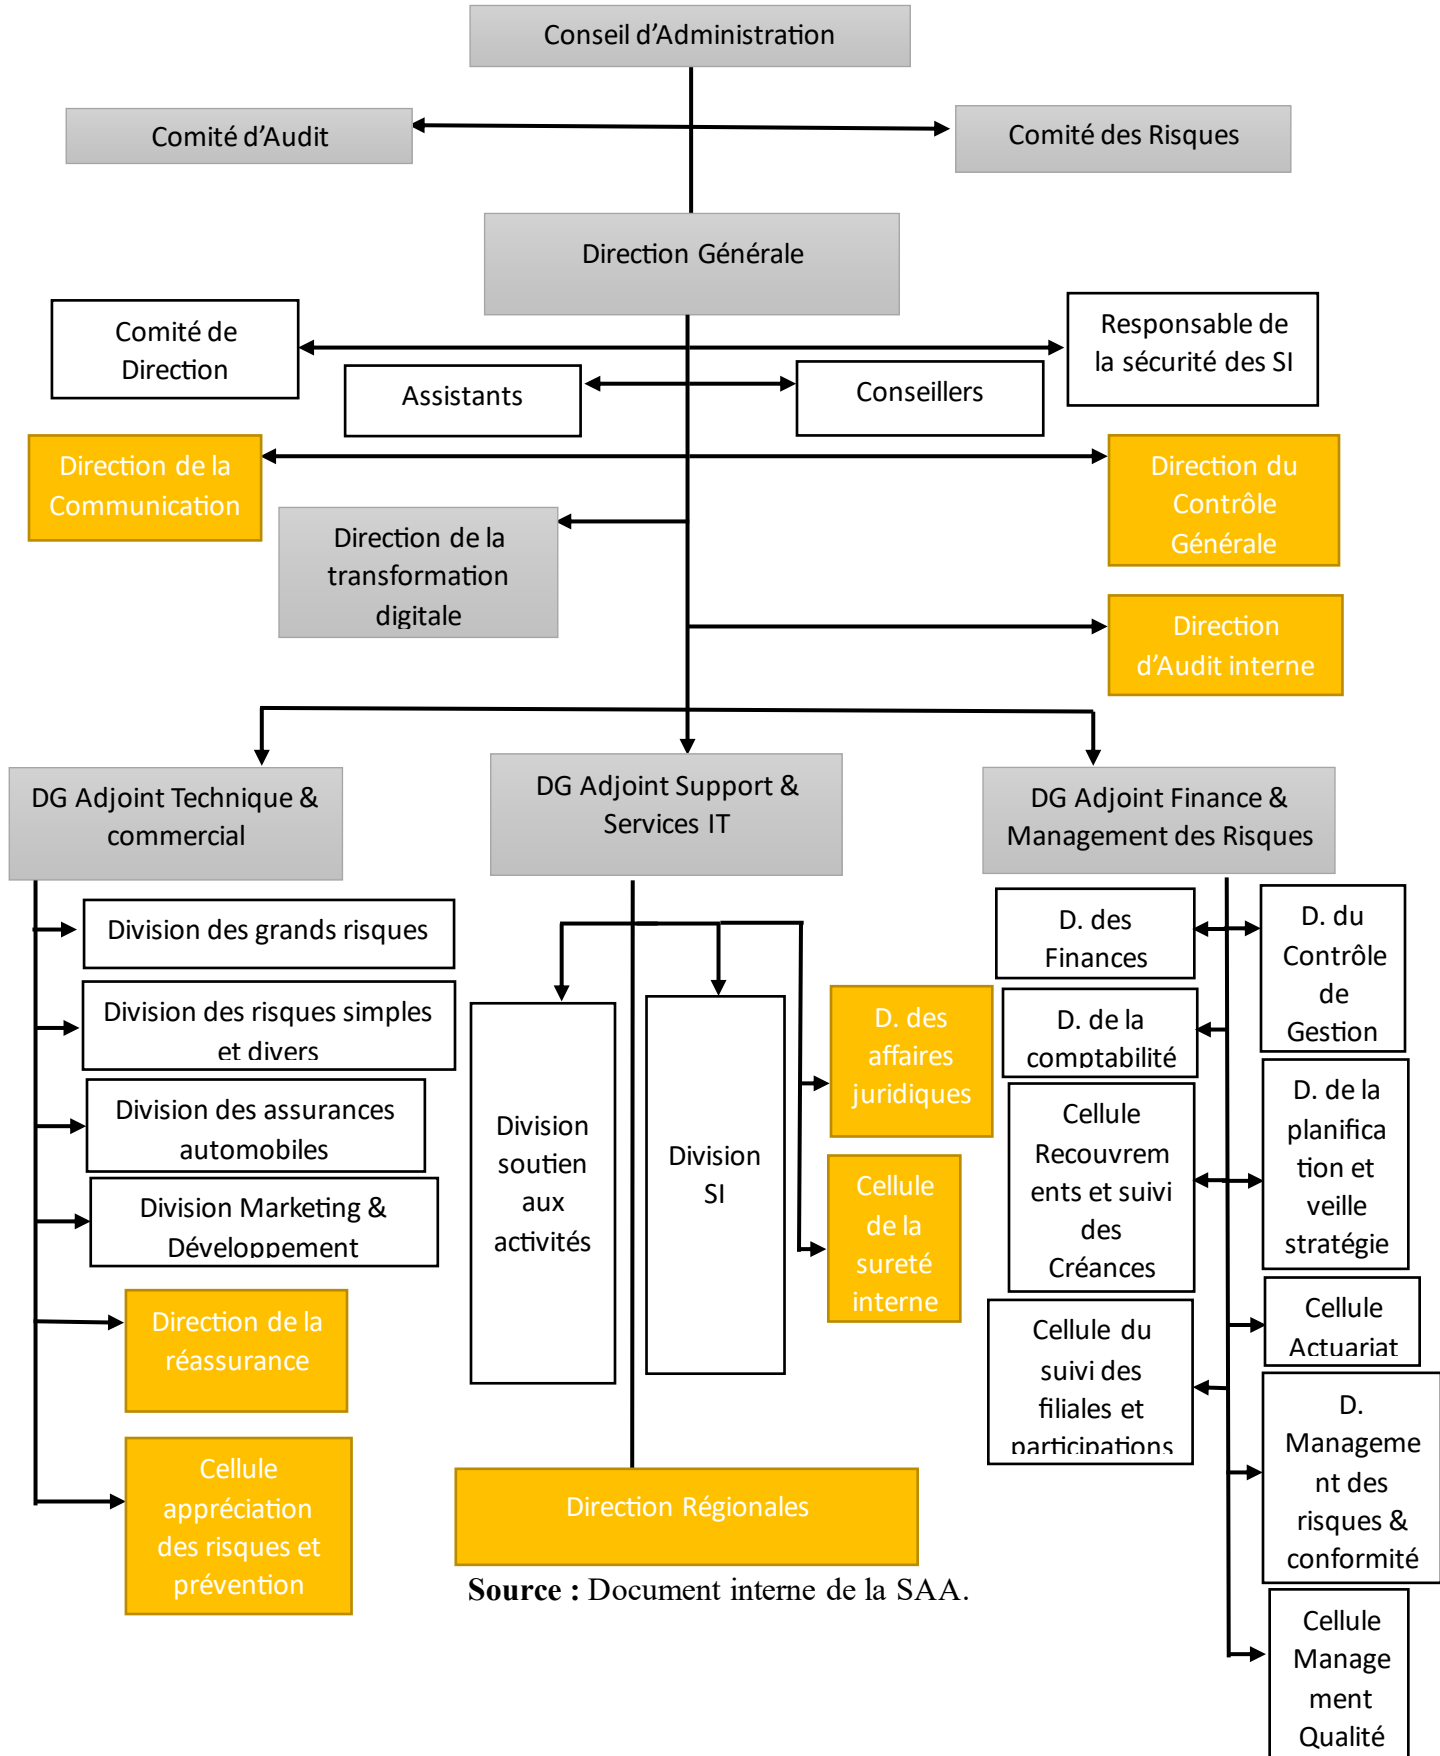 Conseil d'Administration
Comité d'Audit
Comité des Risques
Direction Générale
Comité de
Direction
Responsable de
la sécurité des SI
Assistants
Conseillers
Direction de la
Communication
Direction du
Contrôle
Générale
Direction de la
transformation
digitale
Direction
d'Audit interne
DG Adjoint Technique &
commercial
DG Adjoint Support &
Services IT
DG Adjoint Finance &
Management des Risques
Division des grands risques
Division des risques simples
et divers
Division des assurances
automobiles
Division Marketing &
Développement
Direction de la
réassurance
Cellule
appréciation
des risques et
prévention
Division
soutien
aux
activités
Division
SI
D. des
affaires
juridiques
Cellule
de la
sureté
interne
Direction Régionales
D. des
Finances
D. de la
comptabilité
Cellule
Recouvrem
ents et suivi
des
Créances
Cellule du
suivi des
filiales et
participations
D. du
Contrôle
de
Gestion
D. de la
planifica
tion et
veille
stratégie
Cellule
Actuariat
D.
Manageme
nt des
risques &
conformité
Cellule
Manage
ment
Qualité
Source : Document interne de la SAA.